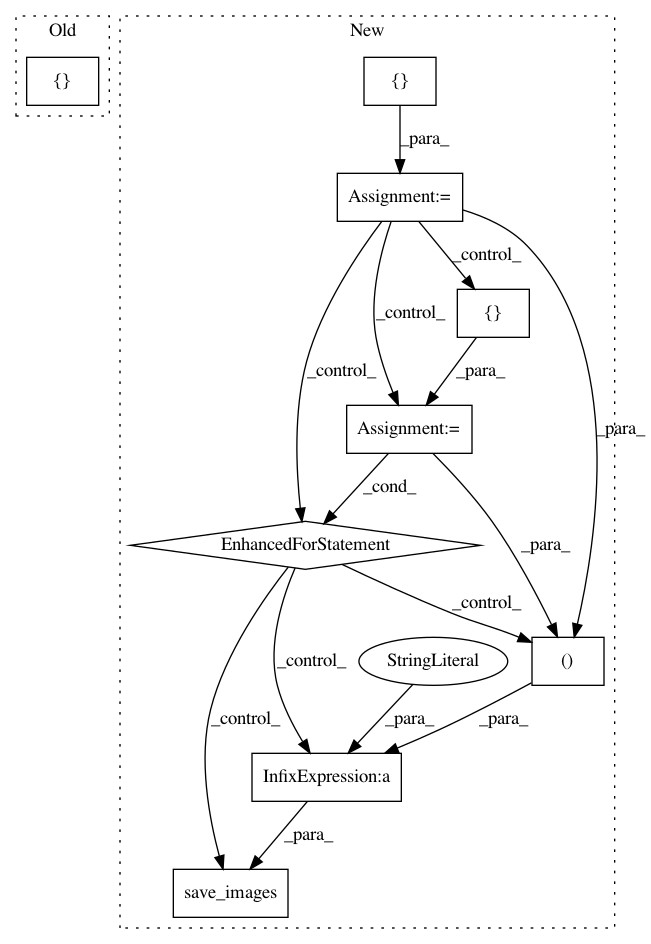 Old
New
{}
{}
_para_
Assignment:=
_control_
{}
_control_
_control_
_para_
_para_
Assignment:=
_cond_
EnhancedForStatement
_para_
_control_
StringLiteral
()
_control_
_control_
_para_
_para_
InfixExpression:a
_para_
save_images